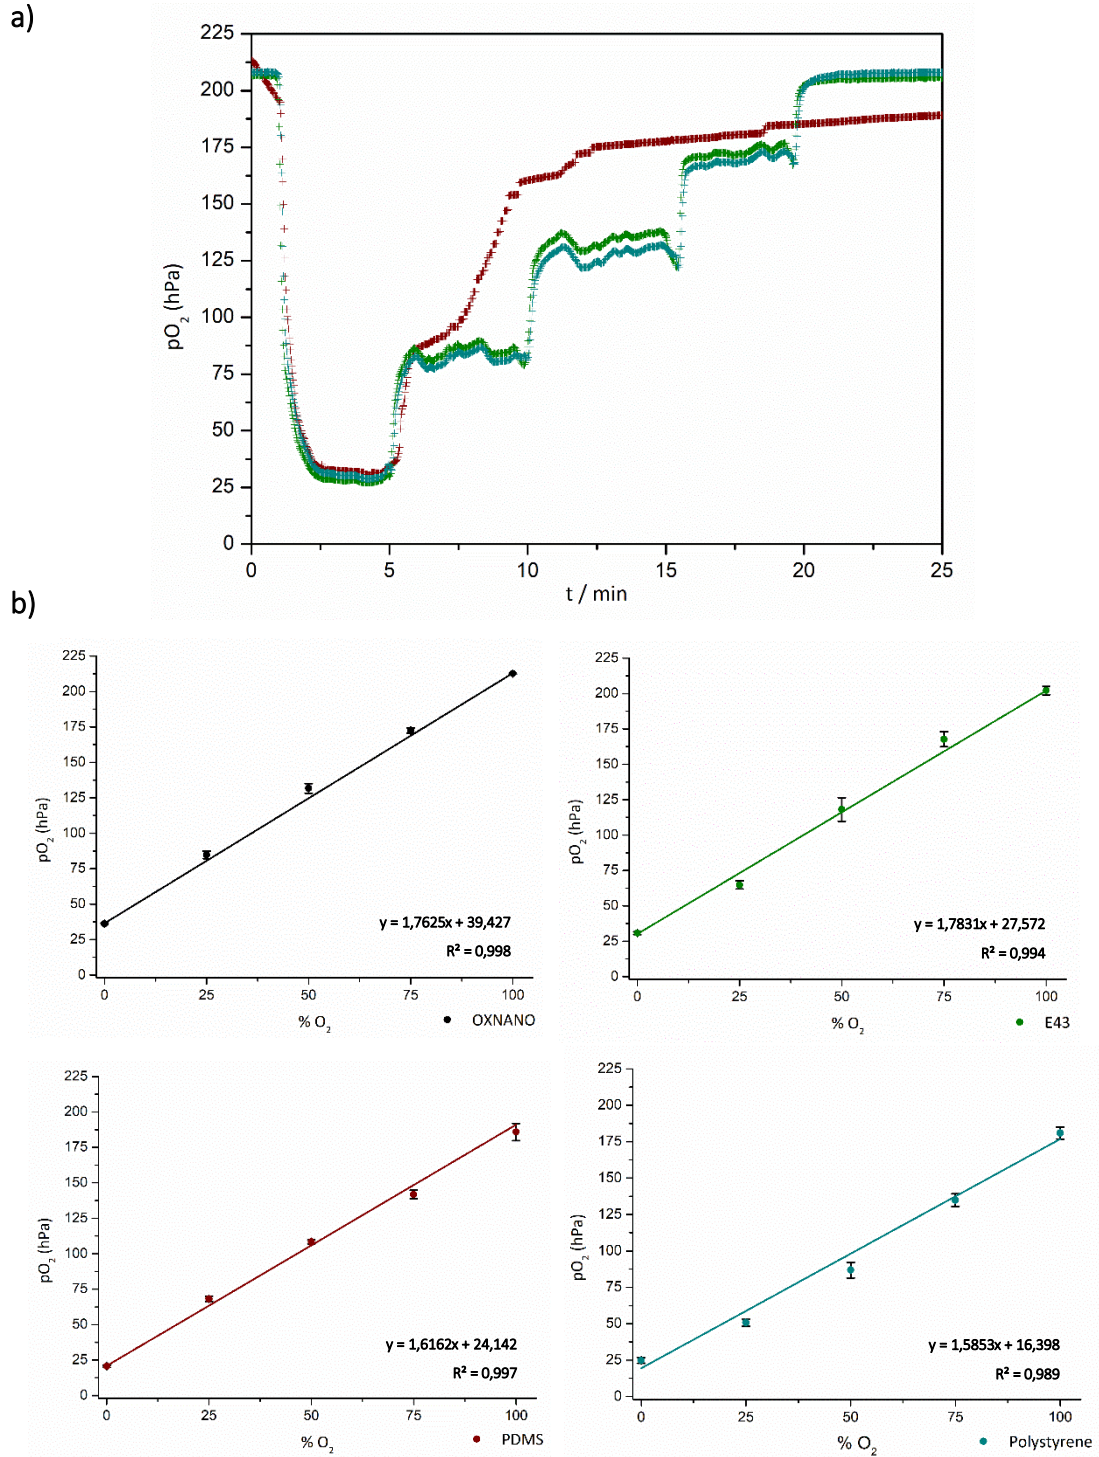 a)
225
200
175
150
125
100
75
50
25
0
pO2 (hPa)
0 5 10 15 20 25
t / min
b)
225
200
175
150
125
100
75
50
25
0
pO2 (hPa)
y = 1,7625x + 39,427
R² = 0,998
0 25 50 75 100
% O2
OXNANO
225
200
175
150
125
100
75
50
25
0
pO2 (hPa)
y = 1,7831x + 27,572
R² = 0,994
0 25 50 75 100
% O2
E43
225
200
175
150
125
100
75
50
25
0
pO2 (hPa)
y = 1,6162x + 24,142
R² = 0,997
0 25 50 75 100
% O2
PDMS
225
200
175
150
125
100
75
50
25
0
pO2 (hPa)
y = 1,5853x + 16,398
R² = 0,989
0 25 50 75 100
% O2
Polystyrene